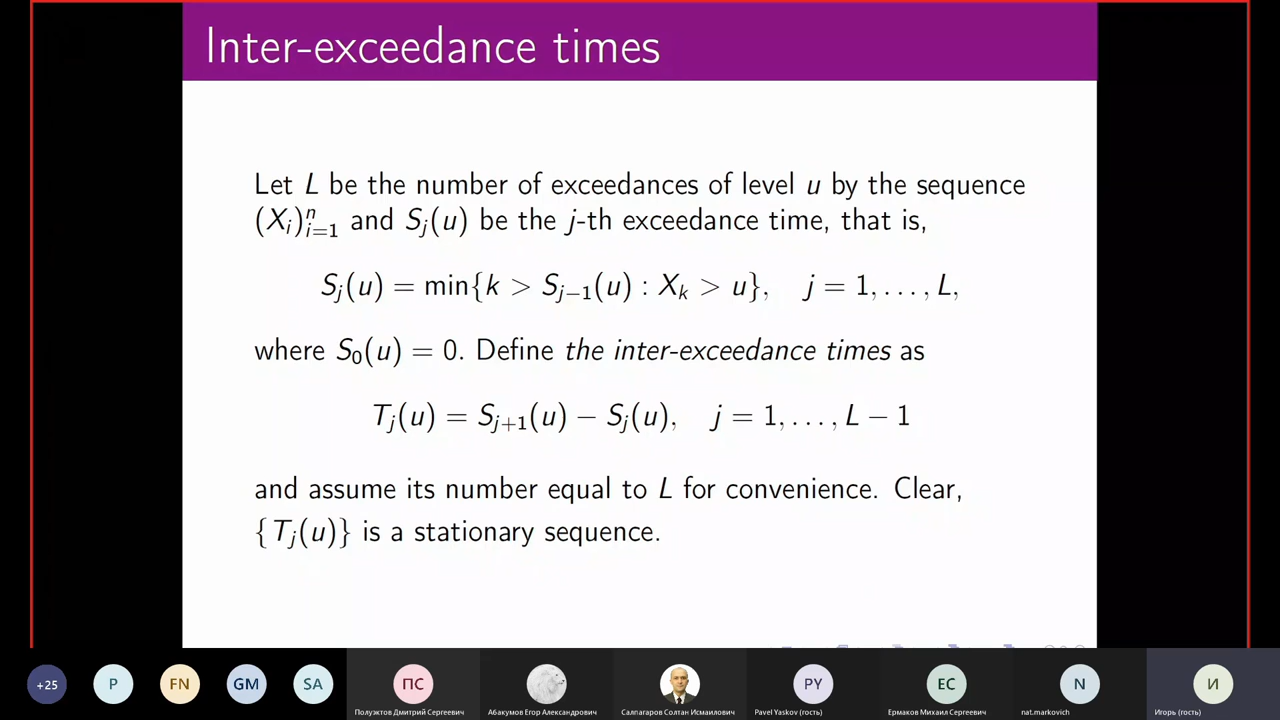 Inter-exceedance times
Let L be the number of exceedances of level u by the sequence
(X_i)_{i=1}^n and S_j(u) be the j-th exceedance time, that is,
S_j(u) = min{k > S_{j−1}(u) : X_k > u}, j = 1, . . . , L,
where S_0(u) = 0. Define the inter-exceedance times as
T_j(u) = S_{j+1}(u) − S_j(u), j = 1, . . . , L − 1
and assume its number equal to L for convenience. Clear,
{T_j(u)} is a stationary sequence.
+25 P FN GM SA ПС PY EC N И
Полуэктов Дмитрий Сергеевич Абакумов Егор Александрович Салпагаров Солтан Исмаилович Pavel Yaskov (гость) Ермаков Михаил Сергеевич nat.markovich Игорь (гость)